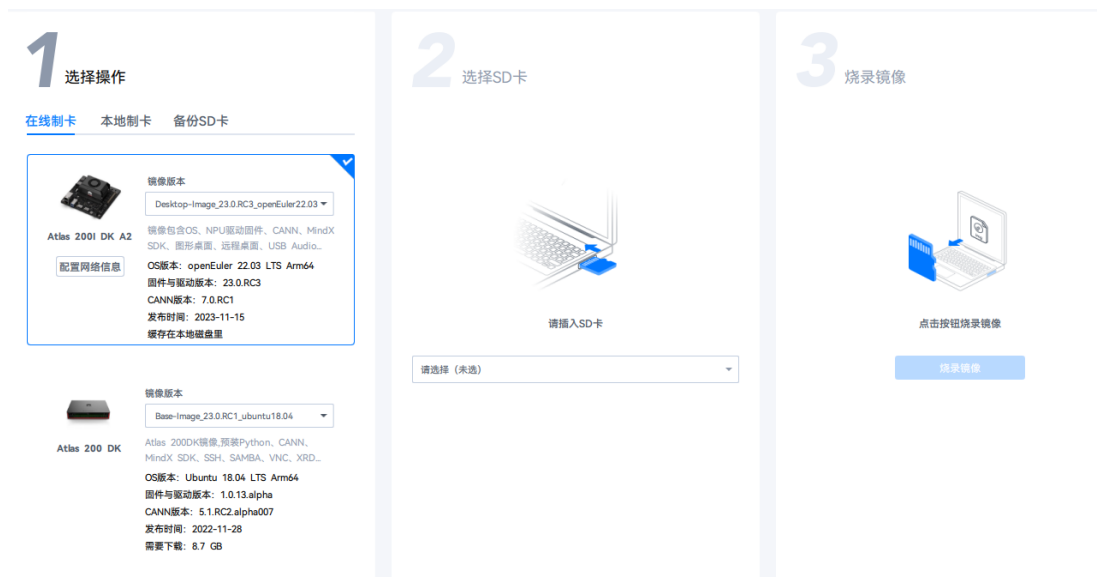 1 选择操作
在线制卡 本地制卡 备份SD卡
Atlas 200I DK A2
配置网络信息
镜像版本
Desktop-Image_23.0.RC3_openEuler22.03
镜像包含OS、NPU驱动固件、CANN、MindX
SDK、图形桌面、远程桌面、USB Audio...
OS版本：openEuler 22.03 LTS Arm64
固件与驱动版本：23.0.RC3
CANN版本：7.0.RC1
发布时间：2023-11-15
缓存在本地磁盘里
Atlas 200 DK
镜像版本
Base-Image_23.0.RC1_ubuntu18.04
Atlas 200DK镜像,预装Python、CANN、
MindX SDK、SSH、SAMBA、VNC、XRD...
OS版本：Ubuntu 18.04 LTS Arm64
固件与驱动版本：1.0.13.alpha
CANN版本：5.1.RC2.alpha007
发布时间：2022-11-28
需要下载：8.7 GB
2 选择SD卡
请插入SD卡
请选择（未选）
3 烧录镜像
点击按钮烧录镜像
烧录镜像